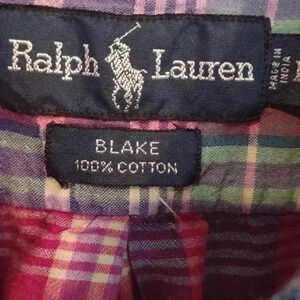 Ralph Lauren
MADE IN
INDIA
BLAKE
100% COTTON